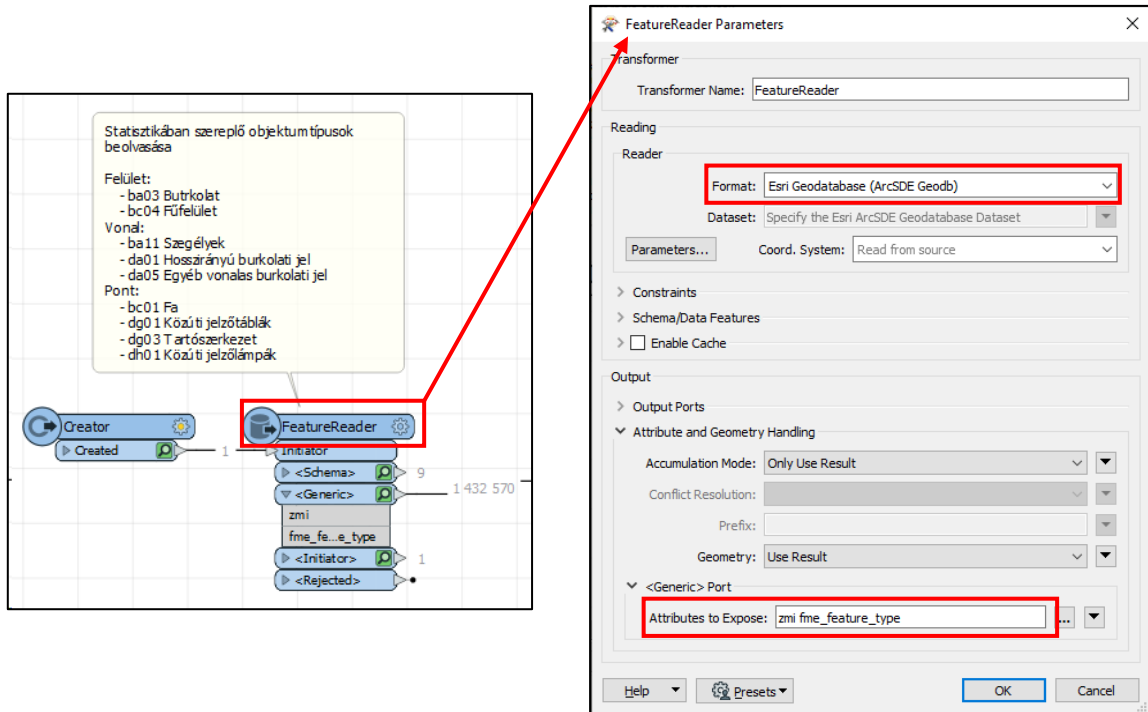 Statisztikában szereplő objektumtípusok
beolvasása
Felület:
- ba03 Butrkolat
- bc04 Fűfelület
Vonal:
- ba11 Szegélyek
- da01 Hosszirányú burkolati jel
- da05 Egyéb vonalas burkolati jel
Pont:
- bc01 Fa
- dg01 Közúti jelzőtáblák
- dg03 Tartószerkezet
- dh01 Közúti jelzőlámpák
Creator
Created
1
FeatureReader
Initiator
<Schema>
9
<Generic>
1 432 570
zmi
fme_fe...e_type
<Initiator>
1
<Rejected>
FeatureReader Parameters
Transformer
Transformer Name: FeatureReader
Reading
Reader
Format: Esri Geodatabase (ArcSDE Geodb)
Dataset: Specify the Esri ArcSDE Geodatabase Dataset
Parameters... Coord. System: Read from source
Constraints
Schema/Data Features
Enable Cache
Output
Output Ports
Attribute and Geometry Handling
Accumulation Mode: Only Use Result
Conflict Resolution:
Prefix:
Geometry: Use Result
<Generic> Port
Attributes to Expose: zmi fme_feature_type ...
Help Presets OK Cancel